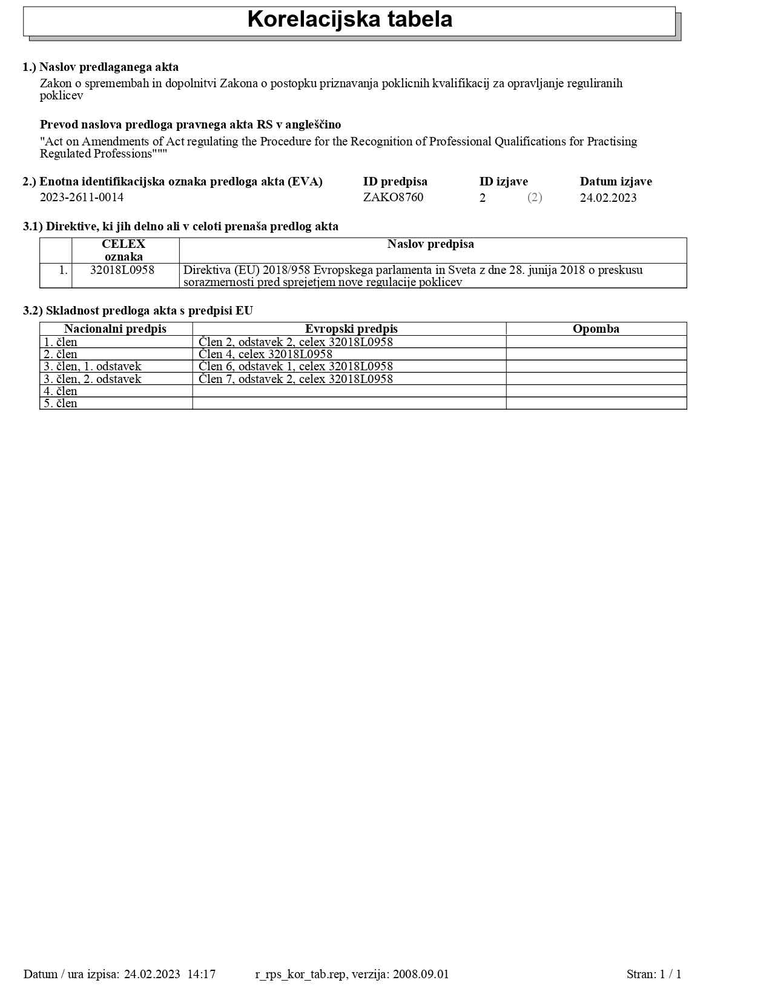 Korelacijska tabela
1.) Naslov predlaganega akta
Zakon o spremembah in dopolnitvi Zakona o postopku priznavanja poklicnih kvalifikacij za opravljanje reguliranih
poklicev
Prevod naslova predloga pravnega akta RS v angleščino
"Act on Amendments of Act regulating the Procedure for the Recognition of Professional Qualifications for Practising
Regulated Professions"""
2.) Enotna identifikacijska oznaka predloga akta (EVA) ID predpisa ID izjave Datum izjave
2023-2611-0014 ZAKO8760 2 (2) 24.02.2023
3.1) Direktive, ki jih delno ali v celoti prenaša predlog akta
CELEX Naslov predpisa
oznaka
1. 32018L0958 Direktiva (EU) 2018/958 Evropskega parlamenta in Sveta z dne 28. junija 2018 o preskusu
sorazmernosti pred sprejetjem nove regulacije poklicev
3.2) Skladnost predloga akta s predpisi EU
Nacionalni predpis Evropski predpis Opomba
1. člen Člen 2, odstavek 2, celex 32018L0958
2. člen Člen 4, celex 32018L0958
3. člen, 1. odstavek Člen 6, odstavek 1, celex 32018L0958
3. člen, 2. odstavek Člen 7, odstavek 2, celex 32018L0958
4. člen
5. člen
Datum / ura izpisa: 24.02.2023 14:17 r_rps_kor_tab.rep, verzija: 2008.09.01 Stran: 1 / 1